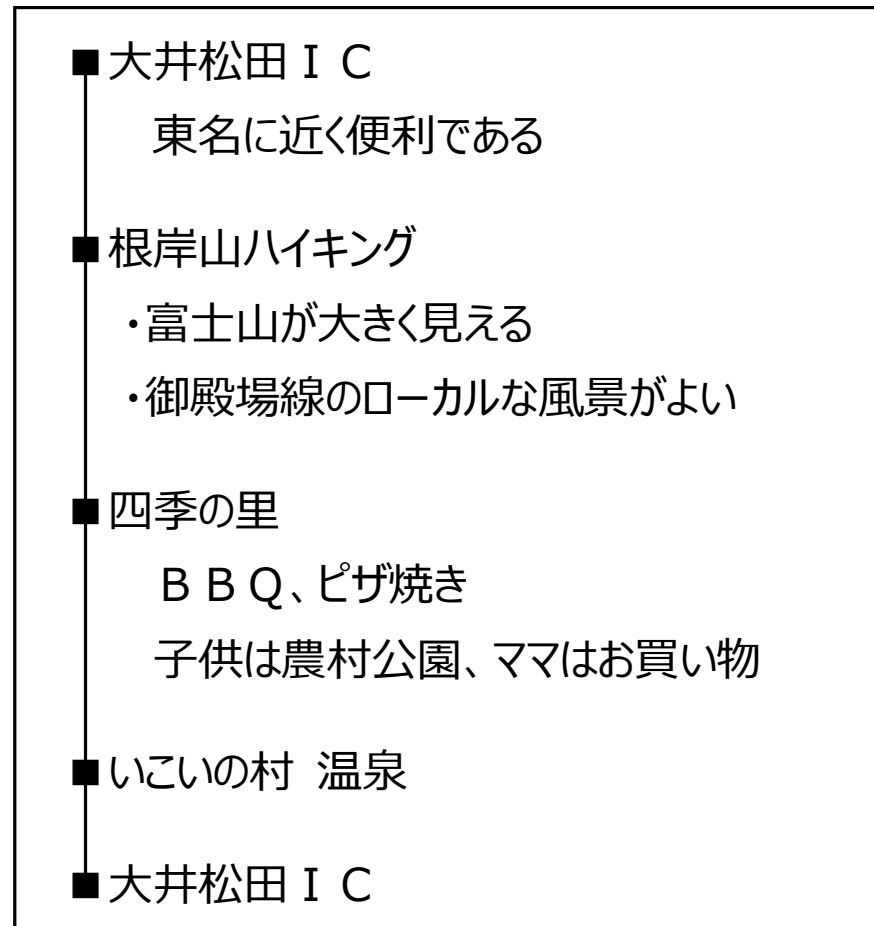 ■大井松田ＩＣ
東名に近く便利である
■根岸山ハイキング
・富士山が大きく見える
・御殿場線のローカルな風景がよい
■四季の里
ＢＢＱ、ピザ焼き
子供は農村公園、ママはお買い物
■いこいの村 温泉
■大井松田ＩＣ